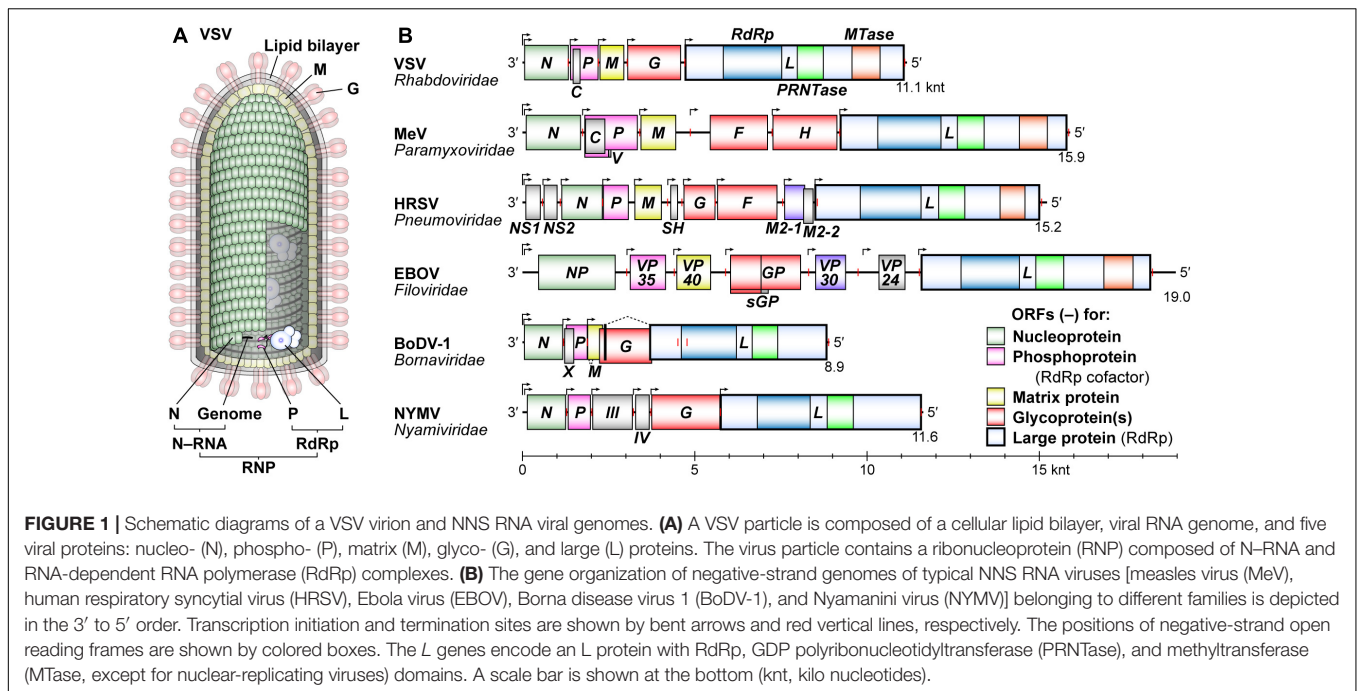 A VSV
Lipid bilayer
M
G
N Genome P L
N–RNA RdRp
RNP
B
RdRp MTase
VSV
Rhabdoviridae
3′ N P M G L 5′
C PRNTase 11.1 knt
MeV
Paramyxoviridae
3′ N C P M F H L 5′
V 15.9
HRSV
Pneumoviridae
3′ N P M G F L 5′
NS1 NS2 SH M2-1 M2-2 15.2
EBOV
Filoviridae
3′ NP VP 35 VP 40 GP VP 30 VP 24 L 5′
sGP 19.0
BoDV-1
Bornaviridae
3′ N P G L 5′
X M 8.9
NYMV
Nyamiviridae
3′ N P III G L 5′
IV 11.6
ORFs (–) for:
Nucleoprotein
Phosphoprotein
(RdRp cofactor)
Matrix protein
Glycoprotein(s)
Large protein (RdRp)
0 5 10 15 knt
FIGURE 1 | Schematic diagrams of a VSV virion and NNS RNA viral genomes. (A) A VSV particle is composed of a cellular lipid bilayer, viral RNA genome, and five
viral proteins: nucleo- (N), phospho- (P), matrix (M), glyco- (G), and large (L) proteins. The virus particle contains a ribonucleoprotein (RNP) composed of N–RNA and
RNA-dependent RNA polymerase (RdRp) complexes. (B) The gene organization of negative-strand genomes of typical NNS RNA viruses [measles virus (MeV),
human respiratory syncytial virus (HRSV), Ebola virus (EBOV), Borna disease virus 1 (BoDV-1), and Nyamanini virus (NYMV)] belonging to different families is depicted
in the 3′ to 5′ order. Transcription initiation and termination sites are shown by bent arrows and red vertical lines, respectively. The positions of negative-strand open
reading frames are shown by colored boxes. The L genes encode an L protein with RdRp, GDP polyribonucleotidyltransferase (PRNTase), and methyltransferase
(MTase, except for nuclear-replicating viruses) domains. A scale bar is shown at the bottom (knt, kilo nucleotides).